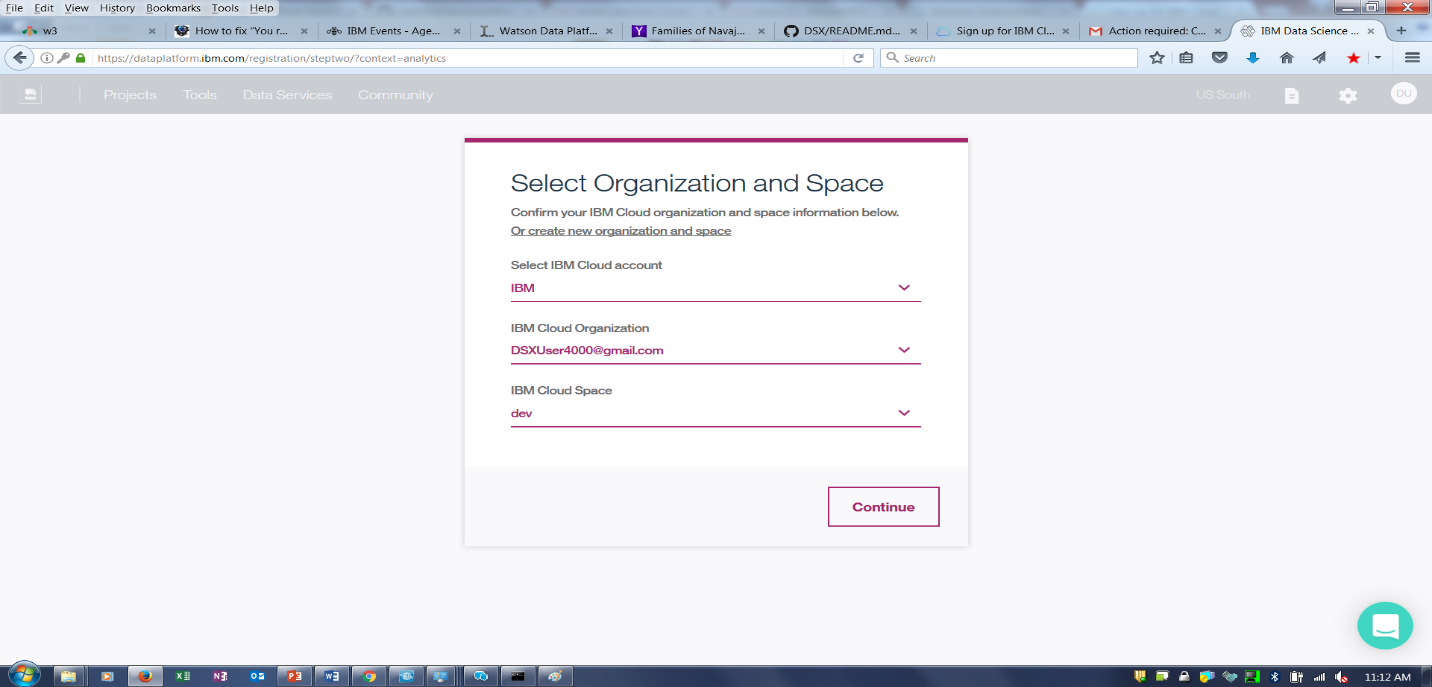 File Edit View History Bookmarks Tools Help
w3
How to fix "You r...
IBM Events - Age...
Watson Data Platf...
Families of Navaj...
DSX/README.md...
Sign up for IBM Cl...
Action required: C...
IBM Data Science ...
https://dataplatform.ibm.com/registration/steptwo/?context=analytics
Search
Projects Tools Data Services Community
US South
DU
Select Organization and Space
Confirm your IBM Cloud organization and space information below.
Or create new organization and space
Select IBM Cloud account
IBM
IBM Cloud Organization
DSXUser4000@gmail.com
IBM Cloud Space
dev
Continue
11:12 AM